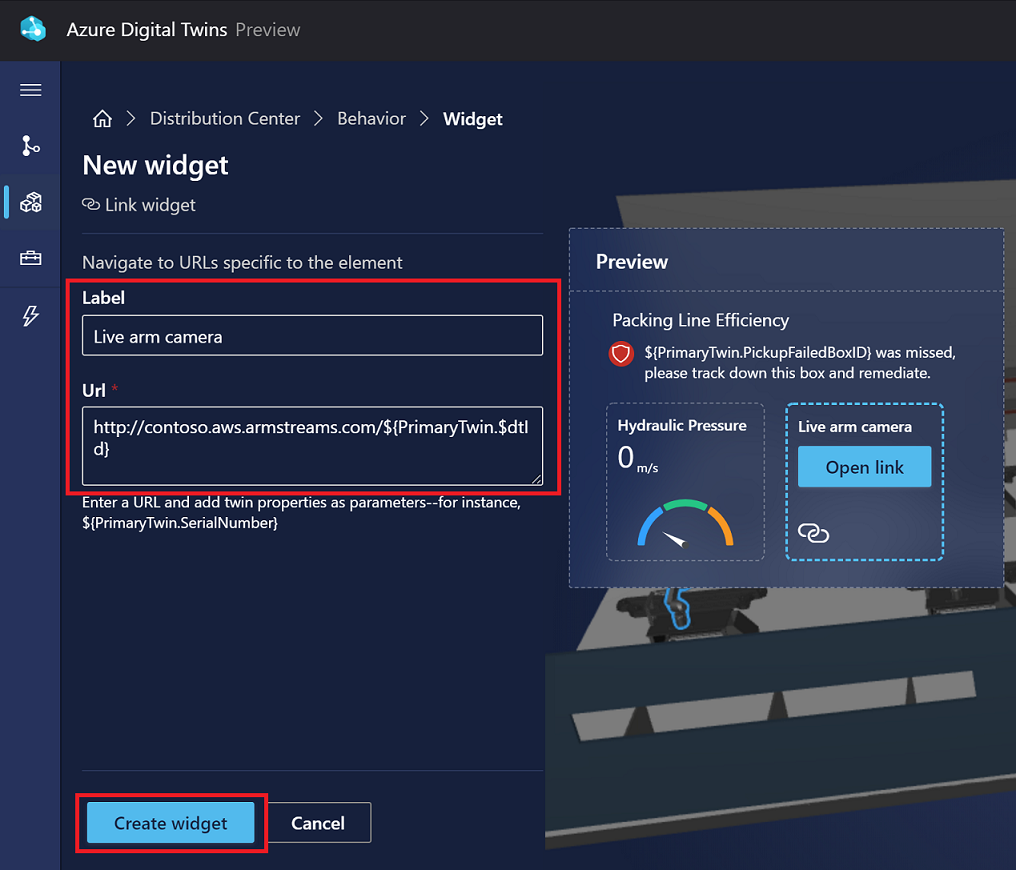 Azure Digital Twins Preview
Distribution Center > Behavior > Widget
New widget
Link widget
Navigate to URLs specific to the element
Label
Live arm camera
Url *
http://contoso.aws.armstreams.com/${PrimaryTwin.$dtI
d}
Enter a URL and add twin properties as parameters--for instance,
${PrimaryTwin.SerialNumber}
Create widget
Cancel
Preview
Packing Line Efficiency
${PrimaryTwin.PickupFailedBoxID} was missed,
please track down this box and remediate.
Hydraulic Pressure
0 m/s
Live arm camera
Open link